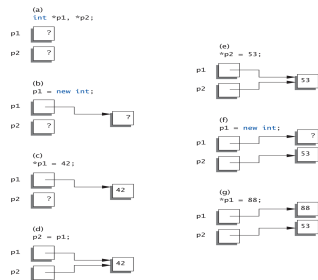 (a)
int *p1, *p2;
p1 ?
p2 ?
(b)
p1 = new int;
p1 ?
p2 ?
(c)
*p1 = 42;
p1 42
p2 ?
(d)
p2 = p1;
p1 42
p2
(e)
*p2 = 53;
p1 53
p2
(f)
p1 = new int;
p1 ?
p2 53
(g)
*p1 = 88;
p1 88
p2 53